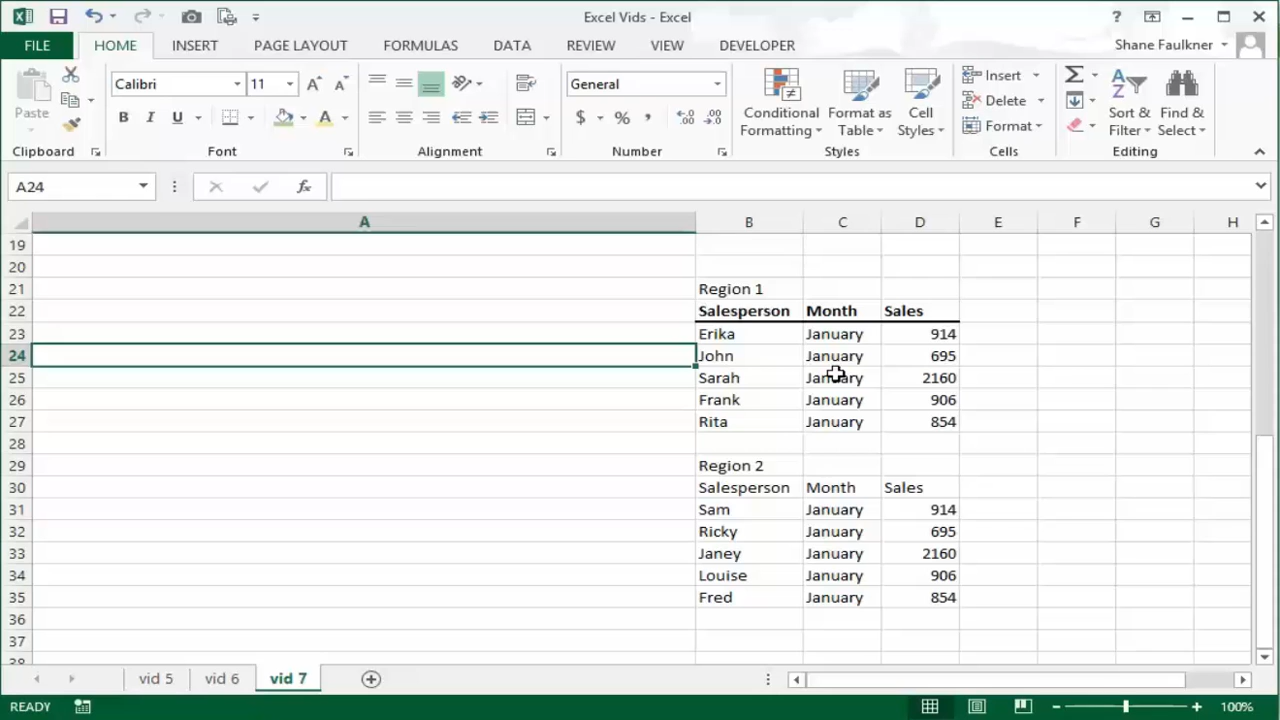 Excel Vids - Excel
?
FILE HOME INSERT PAGE LAYOUT FORMULAS DATA REVIEW VIEW DEVELOPER Shane Faulkner
Paste
Calibri 11
B I U A
General
$ % ,
Conditional Formatting
Format as Table
Cell Styles
Insert
Delete
Format
Sort & Filter
Find & Select
Clipboard Font Alignment Number Styles Cells Editing
A24 fx
A B C D E F G H
19
20
21 Region 1
22 Salesperson Month Sales
23 Erika January 914
24 John January 695
25 Sarah January 2160
26 Frank January 906
27 Rita January 854
28
29 Region 2
30 Salesperson Month Sales
31 Sam January 914
32 Ricky January 695
33 Janey January 2160
34 Louise January 906
35 Fred January 854
36
37
38
vid 5 vid 6 vid 7
READY 100%